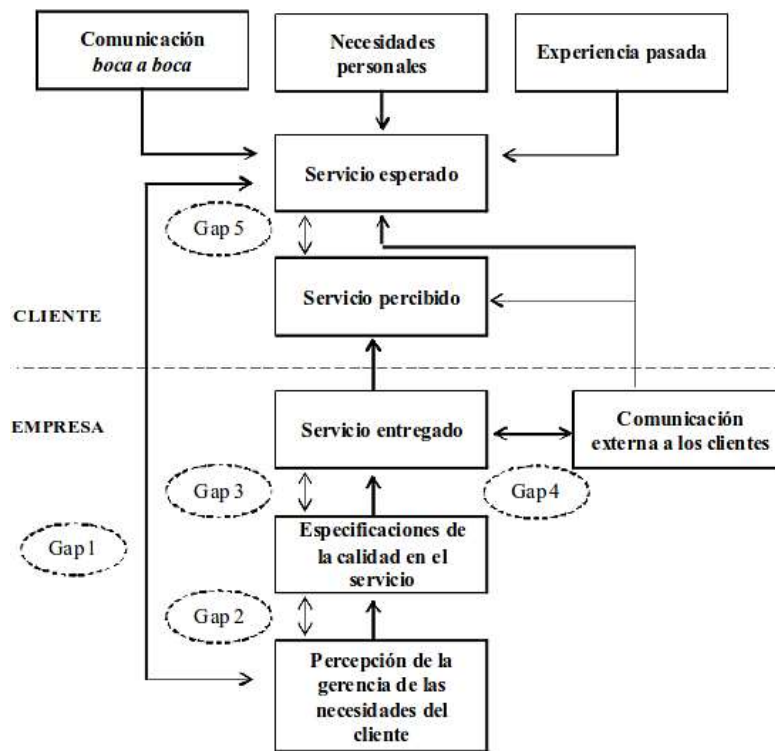 Comunicación
boca a boca
Necesidades
personales
Experiencia pasada
Servicio esperado
Gap 5
Servicio percibido
CLIENTE
EMPRESA
Servicio entregado
Comunicación
externa a los clientes
Gap 3
Gap 4
Especificaciones de
la calidad en el
servicio
Gap 1
Gap 2
Percepción de la
gerencia de las
necesidades del
cliente